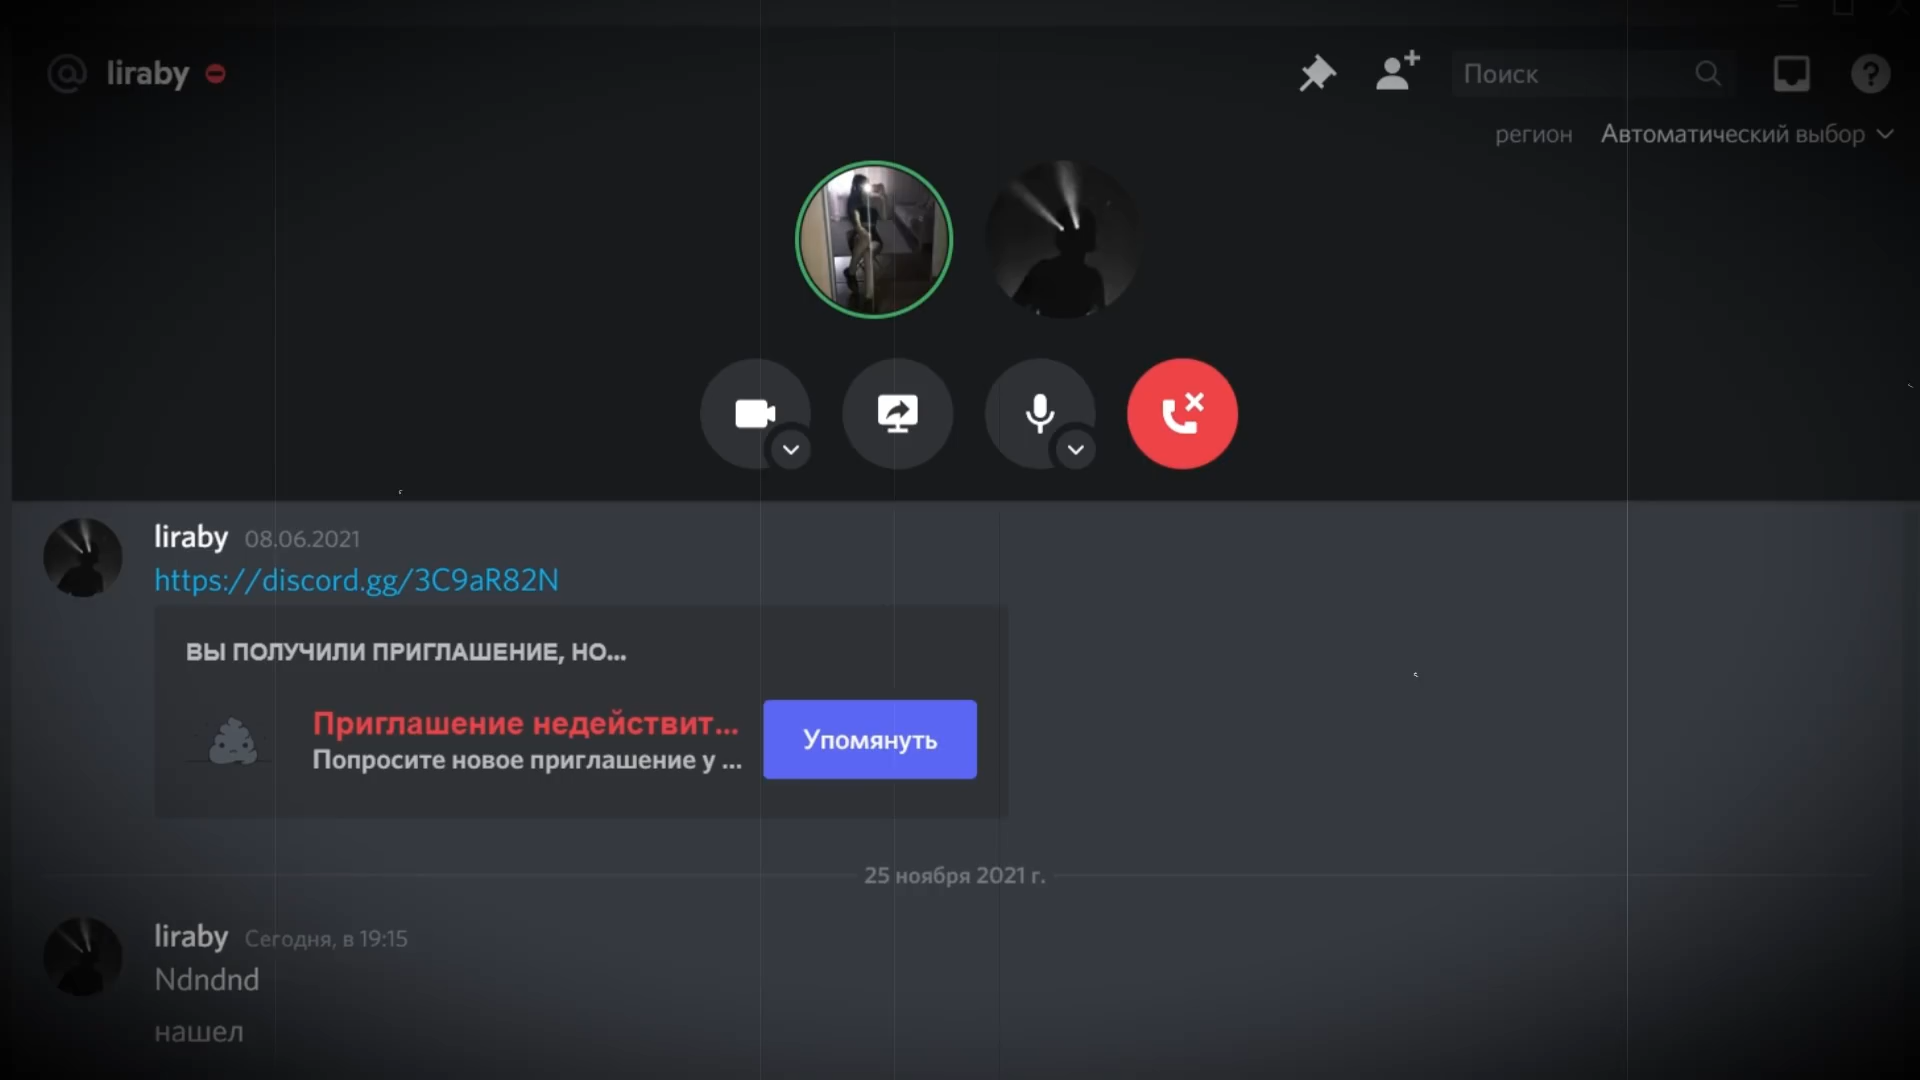 liraby
Поиск
регион Автоматический выбор
liraby 08.06.2021
https://discord.gg/3C9aR82N
ВЫ ПОЛУЧИЛИ ПРИГЛАШЕНИЕ, НО...
Приглашение недействит...
Попросите новое приглашение у ...
Упомянуть
25 ноября 2021 г.
liraby Сегодня, в 19:15
Ndndnd
нашел